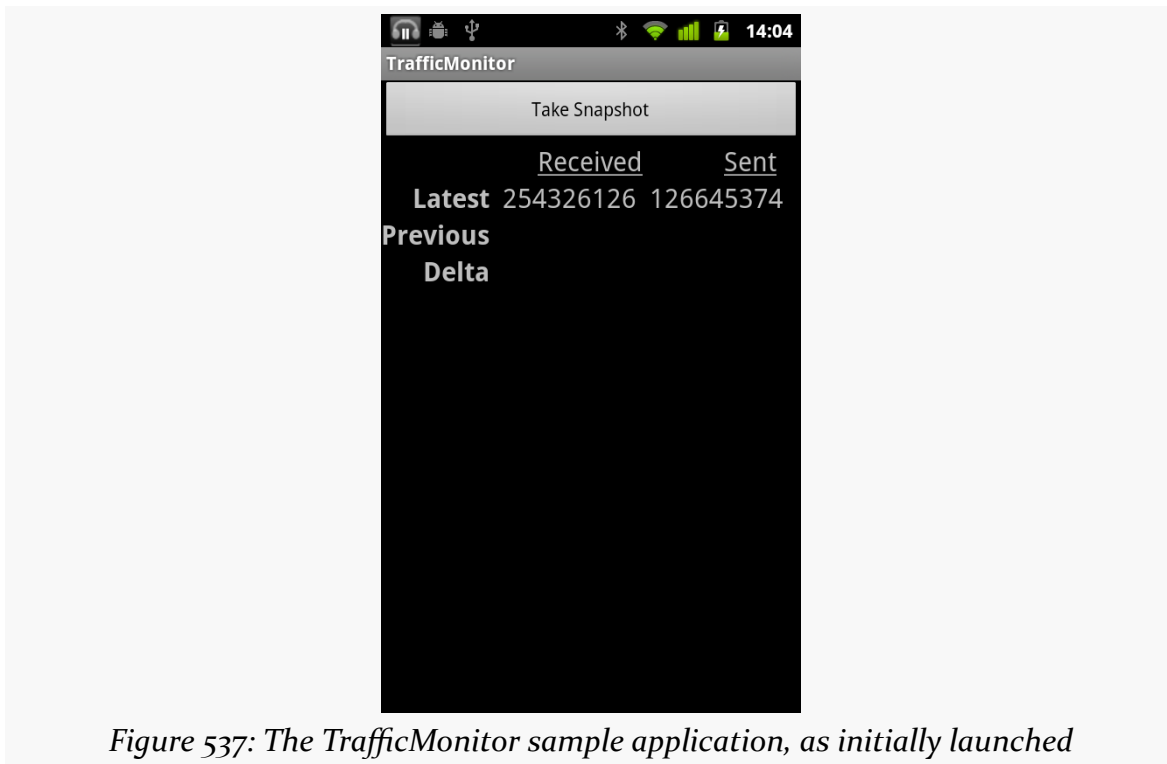 14:04
TrafficMonitor
Take Snapshot
Received Sent
Latest 254326126 126645374
Previous
Delta
Figure 537: The TrafficMonitor sample application, as initially launched